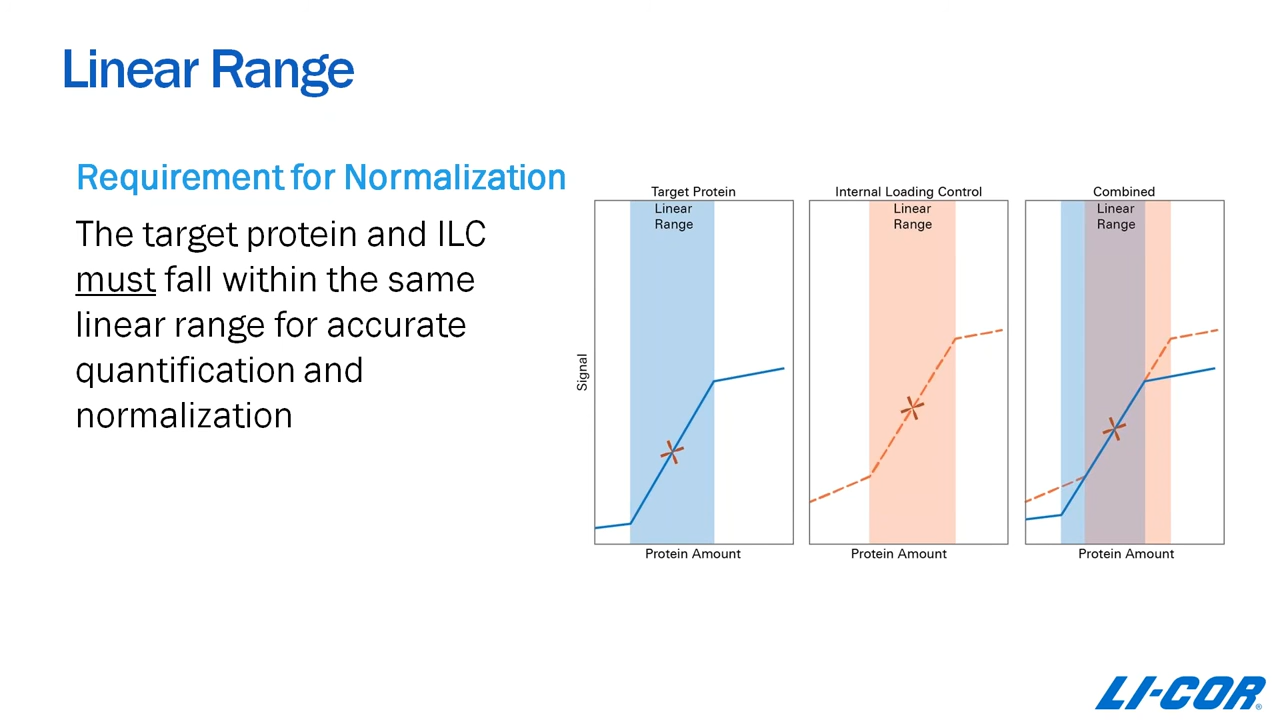 Linear Range
Requirement for Normalization
The target protein and ILC
must fall within the same
linear range for accurate
quantification and
normalization
Target Protein
Linear
Range
Signal
Protein Amount
Internal Loading Control
Linear
Range
Protein Amount
Combined
Linear
Range
Protein Amount
LI-COR®